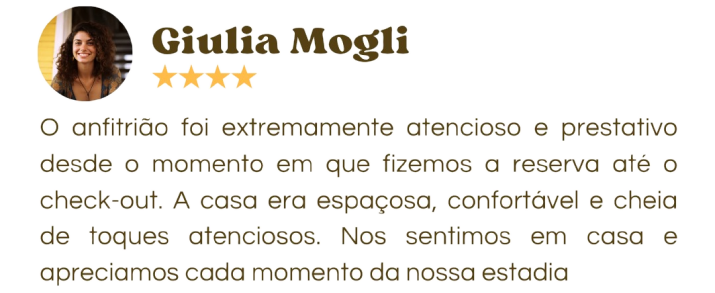 Giulia Mogli
O anfitrião foi extremamente atencioso e prestativo
desde o momento em que fizemos a reserva até o
check-out. A casa era espaçosa, confortável e cheia
de toques atenciosos. Nos sentimos em casa e
apreciamos cada momento da nossa estadia